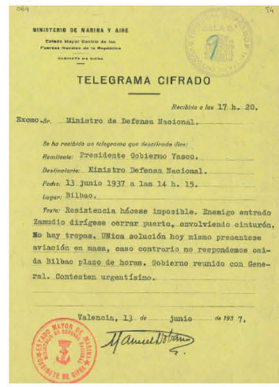 MINISTERIO DE MARINA Y AIRE
Estado Mayor Central de las
Fuerzas Navales de la República
GABINETE DE CIFRA
TELEGRAMA CIFRADO
Recibido a las 17 h. 20.
Excmo. Sr. Ministro de Defensa Nacional.
Se ha recibido un telegrama que descifrado dice:
Remitente: Presidente Gobierno Vasco.
Destinatario: Ministro Defensa Nacional.
Fecha: 13 junio 1937 a las 14 h. 15.
Lugar: Bilbao.
Texto: Resistencia hácese imposible. Enemigo entrado
Zamudio dirígese cerrar puerto, envolviendo cinturón.
No hay tropas. UNica solución hoy mismo presentese
aviación en masa, caso contrario no respondemos caí-
da Bilbao plazo de horas. Gobierno reunido con Gene-
ral. Contesten urgentísimo.
Valencia, 13 de junio de 1937.